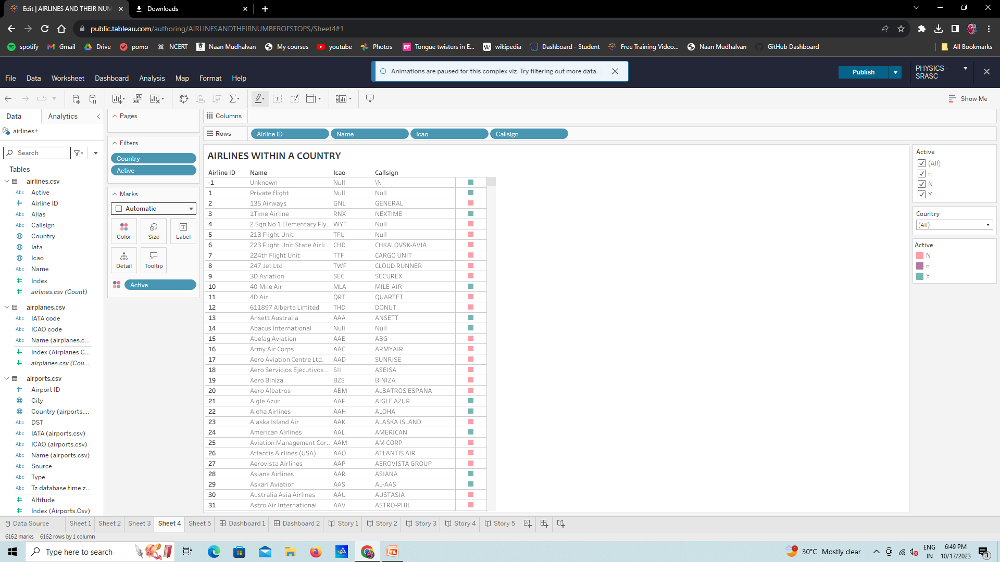 Edit | AIRLINES AND THEIR NUM
Downloads
public.tableau.com/authoring/AIRLINESANDTHEIRNUMBEROFSTOPS/Sheet4#1
spotify Gmail Drive pomo NCERT Naan Mudhalvan My courses youtube Photos EF Tongue twisters in E... W wikipedia Dashboard - Student Free Training Video... Naan Mudhalvan GitHub Dashboard All Bookmarks
Animations are paused for this complex viz. Try filtering out more data.
File Data Worksheet Dashboard Analysis Map Format Help
Publish
PHYSICS -
SRASC
Show Me
Data Analytics
airlines+
Search
Tables
airlines.csv
Abc Active
# Airline ID
Abc Alias
Abc Callsign
Country
Iata
Icao
Abc Name
# Index
# airlines.csv (Count)
airplanes.csv
Abc IATA code
Abc ICAO code
Abc Name (airplanes.c...
# Index (Airplanes.C...
# airplanes.csv (Cou...
airports.csv
# Airport ID
City
Country (airports....
Abc DST
Abc IATA (airports.csv)
Abc ICAO (airports.csv)
Abc Name (airports.csv)
Abc Source
Abc Type
Abc Tz database time z...
# Altitude
# Index (Airports.Csv)
Pages
Filters
Country
Active
Marks
Automatic
Color Size Label
Detail Tooltip
Active
Columns
Rows Airline ID Name Icao Callsign
AIRLINES WITHIN A COUNTRY
Airline ID Name Icao Callsign
-1 Unknown Null \N
1 Private flight Null Null
2 135 Airways GNL GENERAL
3 1Time Airline RNX NEXTIME
4 2 Sqn No 1 Elementary Fly.. WYT Null
5 213 Flight Unit TFU Null
6 223 Flight Unit State Airli.. CHD CHKALOVSK-AVIA
7 224th Flight Unit TTF CARGO UNIT
8 247 Jet Ltd TWF CLOUD RUNNER
9 3D Aviation SEC SECUREX
10 40-Mile Air MLA MILE-AIR
11 4D Air QRT QUARTET
12 611897 Alberta Limited THD DONUT
13 Ansett Australia AAA ANSETT
14 Abacus International Null Null
15 Abelag Aviation AAB ABG
16 Army Air Corps AAC ARMYAIR
17 Aero Aviation Centre Ltd. AAD SUNRISE
18 Aero Servicios Ejecutivos .. SII ASEISA
19 Aero Biniza BZS BINIZA
20 Aero Albatros ABM ALBATROS ESPANA
21 Aigle Azur AAF AIGLE AZUR
22 Aloha Airlines AAH ALOHA
23 Alaska Island Air AAK ALASKA ISLAND
24 American Airlines AAL AMERICAN
25 Aviation Management Cor.. AAM AM CORP
26 Atlantis Airlines (USA) AAO ATLANTIS AIR
27 Aerovista Airlines AAP AEROVISTA GROUP
28 Asiana Airlines AAR ASIANA
29 Askari Aviation AAS AL-AAS
30 Australia Asia Airlines AAU AUSTASIA
31 Astro Air International AAV ASTRO-PHIL
Active
(All)
n
N
Y
Country
(All)
Active
N
n
Y
Data Source Sheet 1 Sheet 2 Sheet 3 Sheet 4 Sheet 5 Dashboard 1 Dashboard 2 Story 1 Story 2 Story 3 Story 4 Story 5
6162 marks 6162 rows by 1 column
Type here to search
1
30°C Mostly clear
ENG
IN
6:49 PM
10/17/2023
3